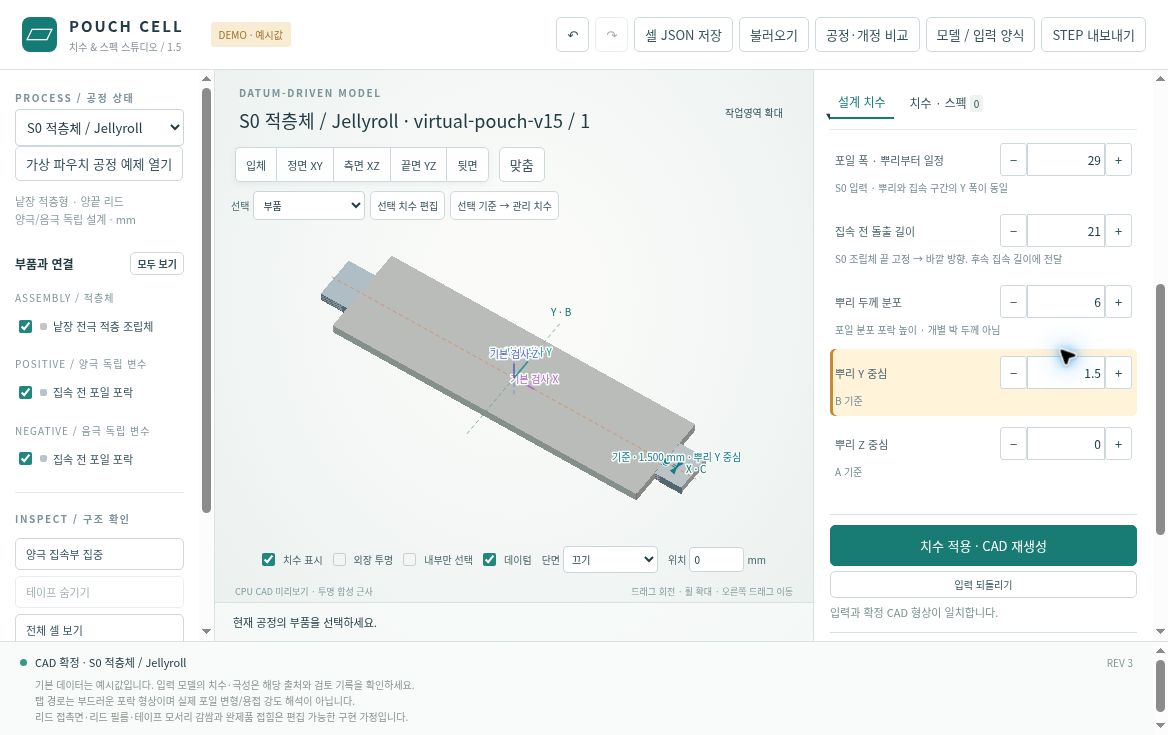 POUCH CELL
치수 & 스펙 스튜디오 / 1.5
DEMO · 예시값
↶
↷
셀 JSON 저장
불러오기
공정·개정 비교
모델 / 입력 양식
STEP 내보내기
PROCESS / 공정 상태
S0 적층체 / Jellyroll
가상 파우치 공정 예제 열기
낱장 적층형 · 양끝 리드
양극/음극 독립 설계 · mm
부품과 연결
모두 보기
ASSEMBLY / 적층체
낱장 전극 적층 조립체
POSITIVE / 양극 독립 변수
집속 전 포일 포락
NEGATIVE / 음극 독립 변수
집속 전 포일 포락
INSPECT / 구조 확인
양극 집속부 집중
테이프 숨기기
전체 셀 보기
DATUM-DRIVEN MODEL
S0 적층체 / Jellyroll · virtual-pouch-v15 / 1
작업영역 확대
입체
정면 XY
측면 XZ
끝면 YZ
뒷면
맞춤
선택
부품
선택 치수 편집
선택 기준 → 관리 치수
Y · B
기본 검사 Z
기본 검사 X
기준 · 1.500 mm · 뿌리 Y 중심
X · C
치수 표시
외장 투명
내부만 선택
데이텀
단면
끄기
위치
0
mm
CPU CAD 미리보기 · 투명 합성 근사
드래그 회전 · 휠 확대 · 오른쪽 드래그 이동
현재 공정의 부품을 선택하세요.
설계 치수
치수 · 스펙 0
포일 폭 · 뿌리부터 일정
− 29 +
S0 입력 · 뿌리와 집속 구간의 Y 폭이 동일
집속 전 돌출 길이
− 21 +
S0 조립체 끝 고정 → 바깥 방향. 후속 집속 길이에 전달
뿌리 두께 분포
− 6 +
포일 분포 포락 높이 · 개별 박 두께 아님
뿌리 Y 중심
− 1.5 +
B 기준
뿌리 Z 중심
− 0 +
A 기준
치수 적용 · CAD 재생성
입력 되돌리기
입력과 확정 CAD 형상이 일치합니다.
CAD 확정 · S0 적층체 / Jellyroll
REV 3
기본 데이터는 예시값입니다. 입력 모델의 치수·극성은 해당 출처와 검토 기록을 확인하세요.
탭 경로는 부드러운 포락 형상이며 실제 포일 변형/용접 강도 해석이 아닙니다.
리드 접촉면·리드 필름·테이프 모서리 감쌈과 완제품 접힘은 편집 가능한 구현 가정입니다.